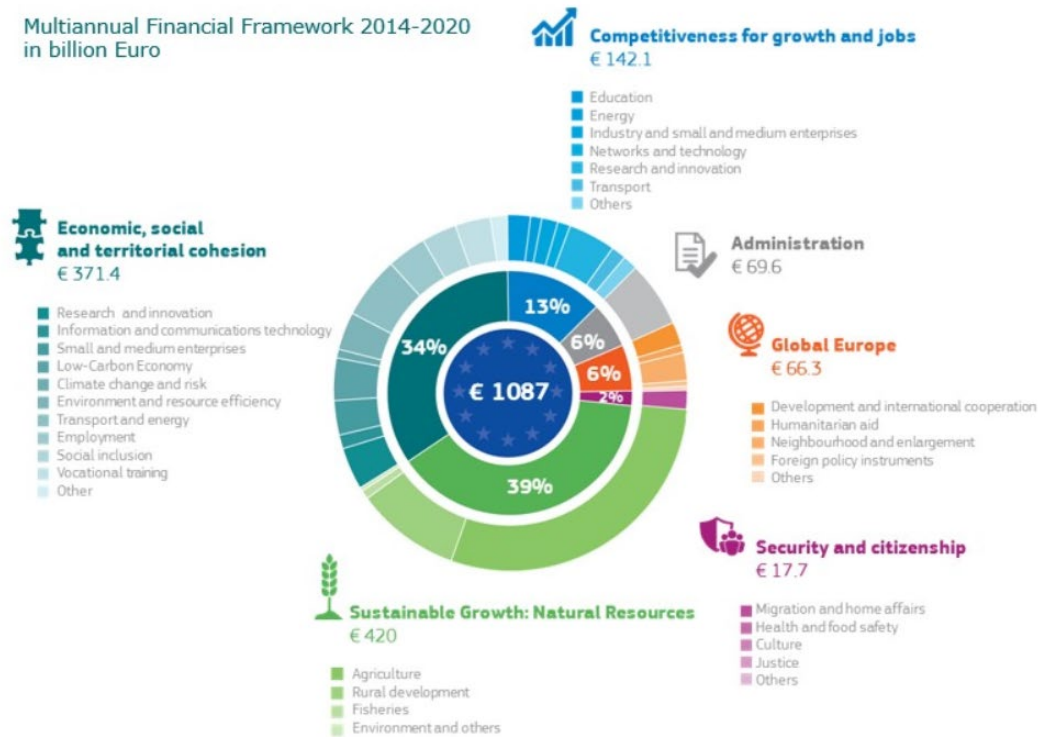 Multiannual Financial Framework 2014-2020
in billion Euro
Competitiveness for growth and jobs
€ 142.1
Education
Energy
Industry and small and medium enterprises
Networks and technology
Research and innovation
Transport
Others
Economic, social
and territorial cohesion
€ 371.4
Research and innovation
Information and communications technology
Small and medium enterprises
Low-Carbon Economy
Climate change and risk
Environment and resource efficiency
Transport and energy
Employment
Social inclusion
Vocational training
Other
13%
6%
6%
2%
39%
34%
€ 1087
Administration
€ 69.6
Global Europe
€ 66.3
Development and international cooperation
Humanitarian aid
Neighbourhood and enlargement
Foreign policy instruments
Others
Security and citizenship
€ 17.7
Migration and home affairs
Health and food safety
Culture
Justice
Others
Sustainable Growth: Natural Resources
€ 420
Agriculture
Rural development
Fisheries
Environment and others